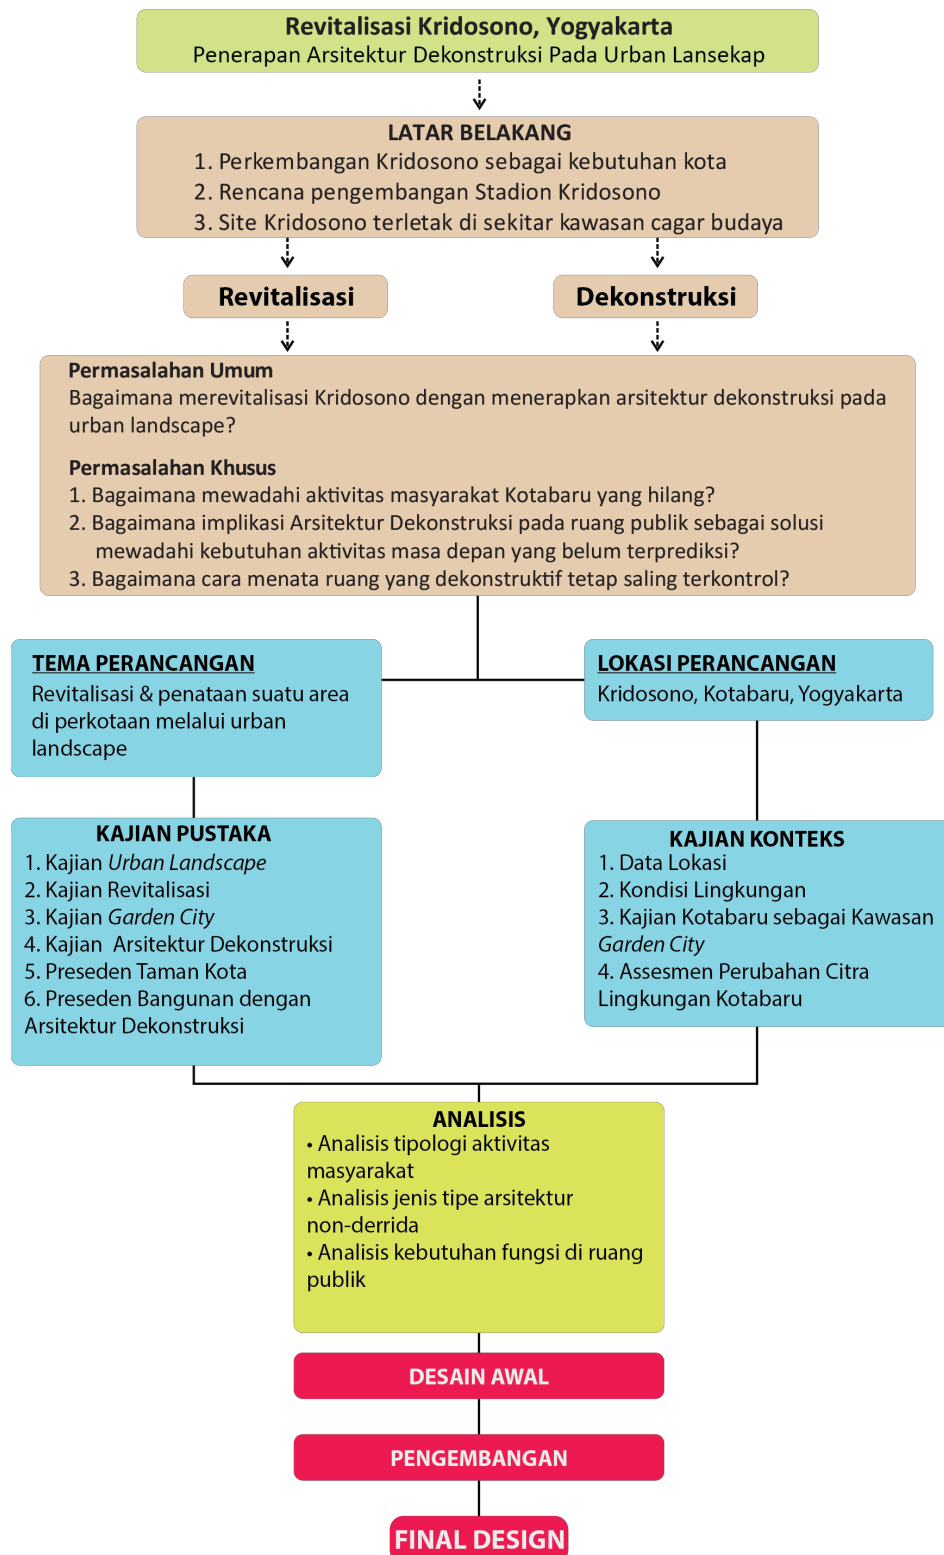 Revitalisasi Kridosono, Yogyakarta
Penerapan Arsitektur Dekonstruksi Pada Urban Lansekap
LATAR BELAKANG
1. Perkembangan Kridosono sebagai kebutuhan kota
2. Rencana pengembangan Stadion Kridosono
3. Site Kridosono terletak di sekitar kawasan cagar budaya
Revitalisasi
Dekonstruksi
Permasalahan Umum
Bagaimana merevitalisasi Kridosono dengan menerapkan arsitektur dekonstruksi pada
urban landscape?
Permasalahan Khusus
1. Bagaimana mewadahi aktivitas masyarakat Kotabaru yang hilang?
2. Bagaimana implikasi Arsitektur Dekonstruksi pada ruang publik sebagai solusi
mewadahi kebutuhan aktivitas masa depan yang belum terprediksi?
3. Bagaimana cara menata ruang yang dekonstruktif tetap saling terkontrol?
TEMA PERANCANGAN
Revitalisasi & penataan suatu area
di perkotaan melalui urban
landscape
LOKASI PERANCANGAN
Kridosono, Kotabaru, Yogyakarta
KAJIAN PUSTAKA
1. Kajian Urban Landscape
2. Kajian Revitalisasi
3. Kajian Garden City
4. Kajian Arsitektur Dekonstruksi
5. Preseden Taman Kota
6. Preseden Bangunan dengan
Arsitektur Dekonstruksi
KAJIAN KONTEKS
1. Data Lokasi
2. Kondisi Lingkungan
3. Kajian Kotabaru sebagai Kawasan
Garden City
4. Assesmen Perubahan Citra
Lingkungan Kotabaru
ANALISIS
• Analisis tipologi aktivitas
masyarakat
• Analisis jenis tipe arsitektur
non-derrida
• Analisis kebutuhan fungsi di ruang
publik
DESAIN AWAL
PENGEMBANGAN
FINAL DESIGN